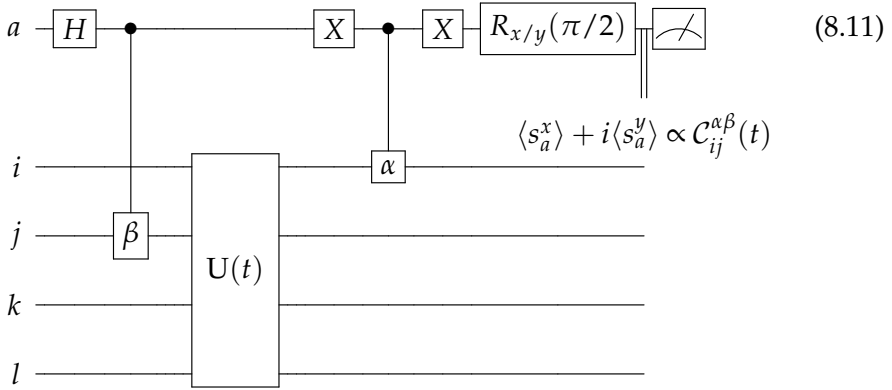 a H X X R_{x/y}(π/2) (8.11)
⟨s_a^x⟩ + i⟨s_a^y⟩ ∝ C_{ij}^{αβ}(t)
i α
j β
U(t)
k
l